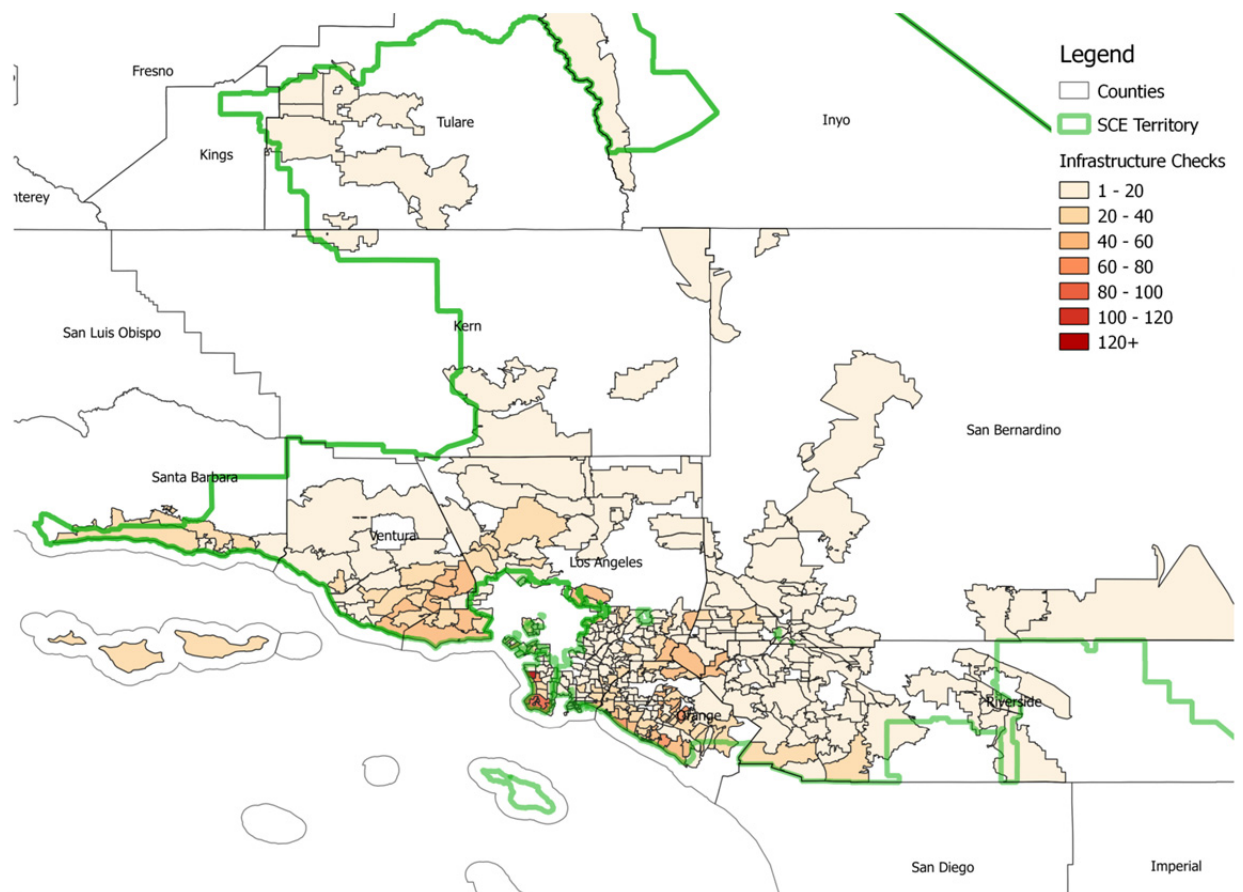 Legend
Counties
SCE Territory
Infrastructure Checks
1 - 20
20 - 40
40 - 60
60 - 80
80 - 100
100 - 120
120+
Fresno
Tulare
Inyo
Kings
nterey
San Luis Obispo
Kern
San Bernardino
Santa Barbara
Ventura
Los Angeles
Orange
Riverside
San Diego
Imperial